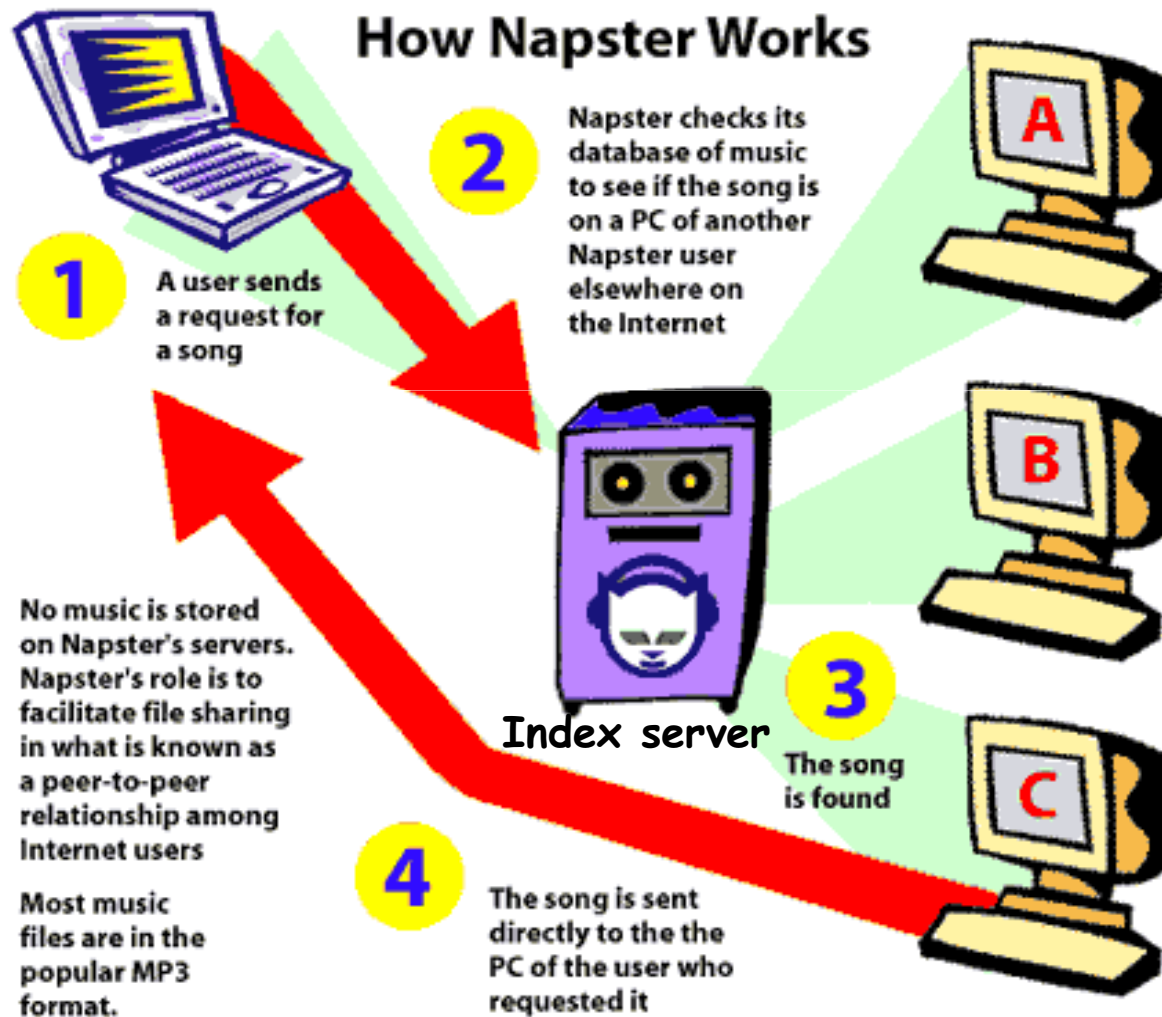 How Napster Works
1
A user sends
a request for
a song
2
Napster checks its
database of music
to see if the song is
on a PC of another
Napster user
elsewhere on
the Internet
A
B
C
Index server
3
The song
is found
4
The song is sent
directly to the the
PC of the user who
requested it
No music is stored
on Napster's servers.
Napster's role is to
facilitate file sharing
in what is known as
a peer-to-peer
relationship among
Internet users
Most music
files are in the
popular MP3
format.